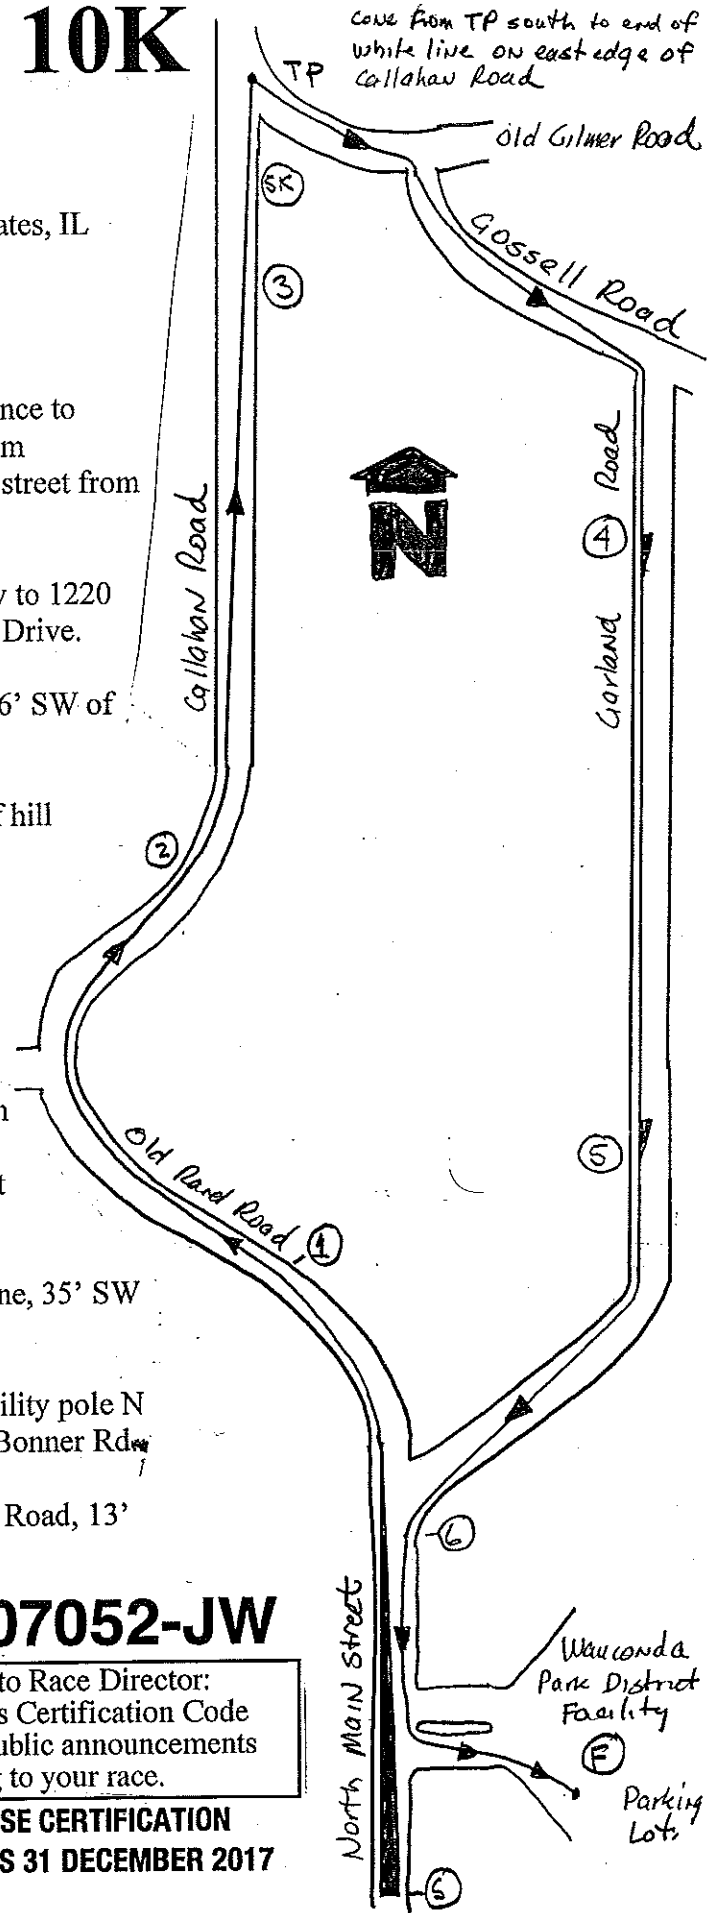 10K
cone from TP south to end of
white line on east edge of
Callahan Road
TP
Old Gilmer Road
5K
ates, IL
Gossell Road
3
nce to
m
street from
Callahan Road
N
Garland Road
4
y to 1220
Drive.
6’ SW of
f hill
2
n
Old Rand Road
5
t
1
ne, 35’ SW
ility pole N
Bonner Rd
Road, 13’
6
07052-JW
to Race Director:
s Certification Code
ublic announcements
g to your race.
SE CERTIFICATION
S 31 DECEMBER 2017
North Main Street
Wauconda
Park District
Facility
F
Parking
Lots
S